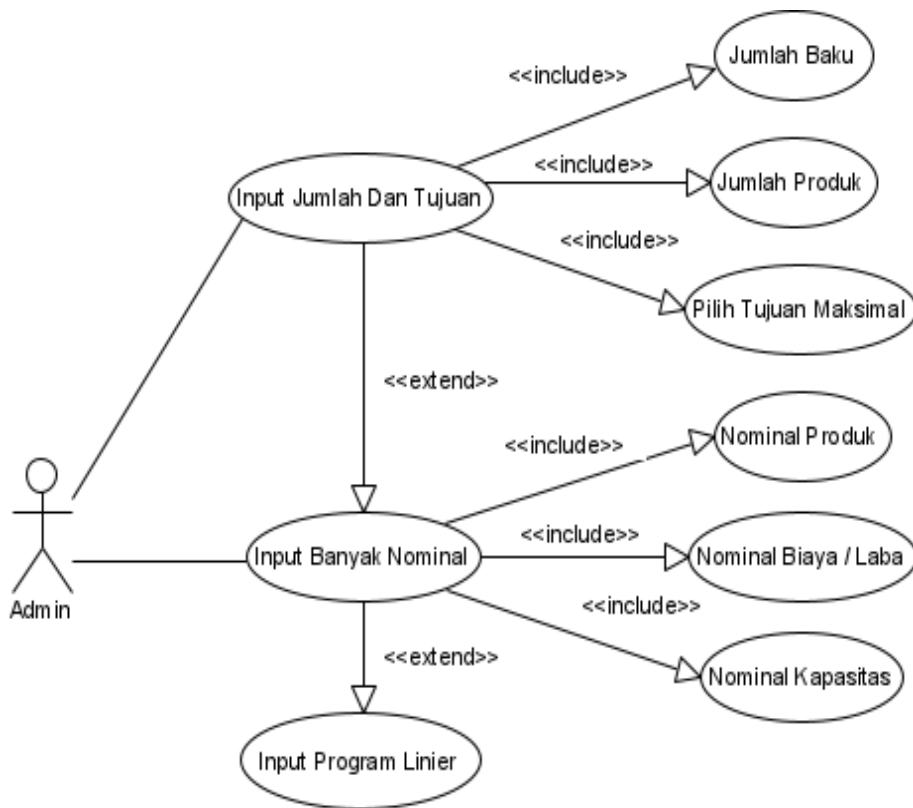 Jumlah Baku
<<include>>
Input Jumlah Dan Tujuan
<<include>>
Jumlah Produk
<<include>>
Pilih Tujuan Maksimal
<<extend>>
<<include>>
Nominal Produk
Admin
Input Banyak Nominal
<<include>>
Nominal Biaya / Laba
<<include>>
Nominal Kapasitas
<<extend>>
Input Program Linier